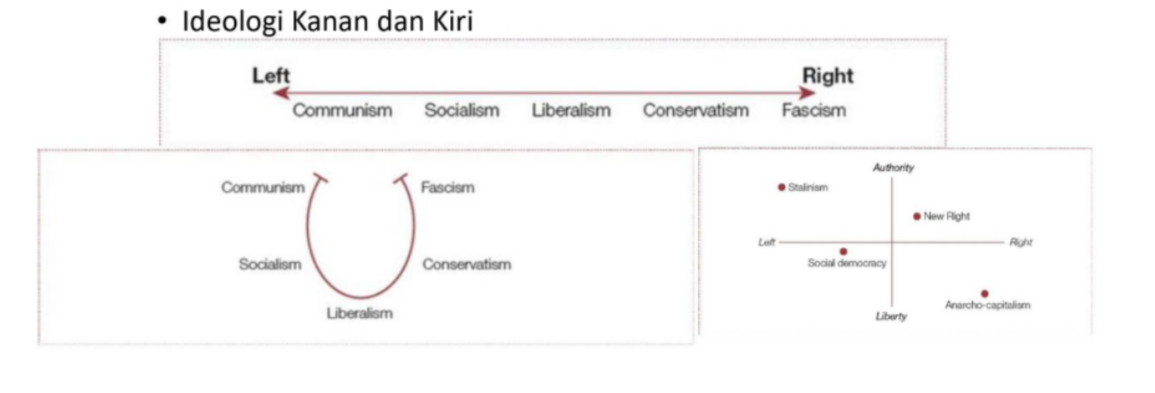 • Ideologi Kanan dan Kiri
Left Right
Communism Socialism Liberalism Conservatism Fascism
Communism Fascism
Socialism Conservatism
Liberalism
Authority
Stalinism
New Right
Left Right
Social democracy
Anarcho-capitalism
Liberty